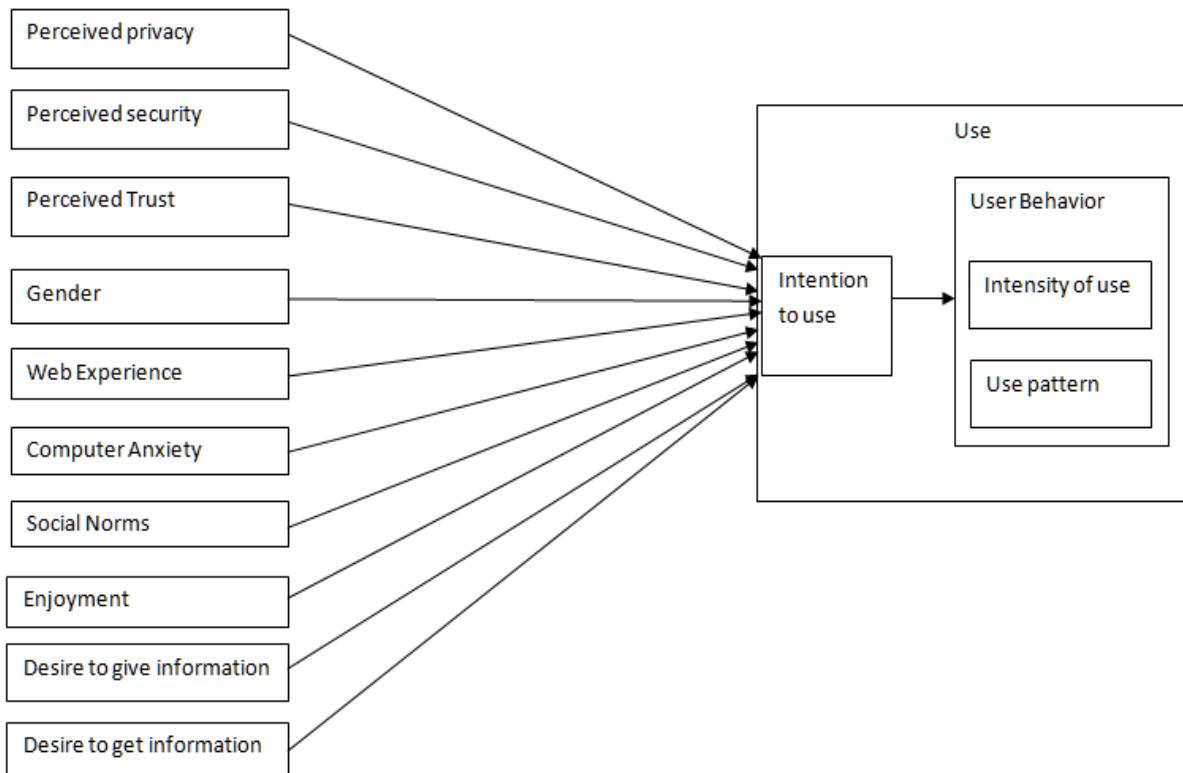 Perceived privacy
Perceived security
Perceived Trust
Gender
Web Experience
Computer Anxiety
Social Norms
Enjoyment
Desire to give information
Desire to get information
Use
Intention
to use
User Behavior
Intensity of use
Use pattern